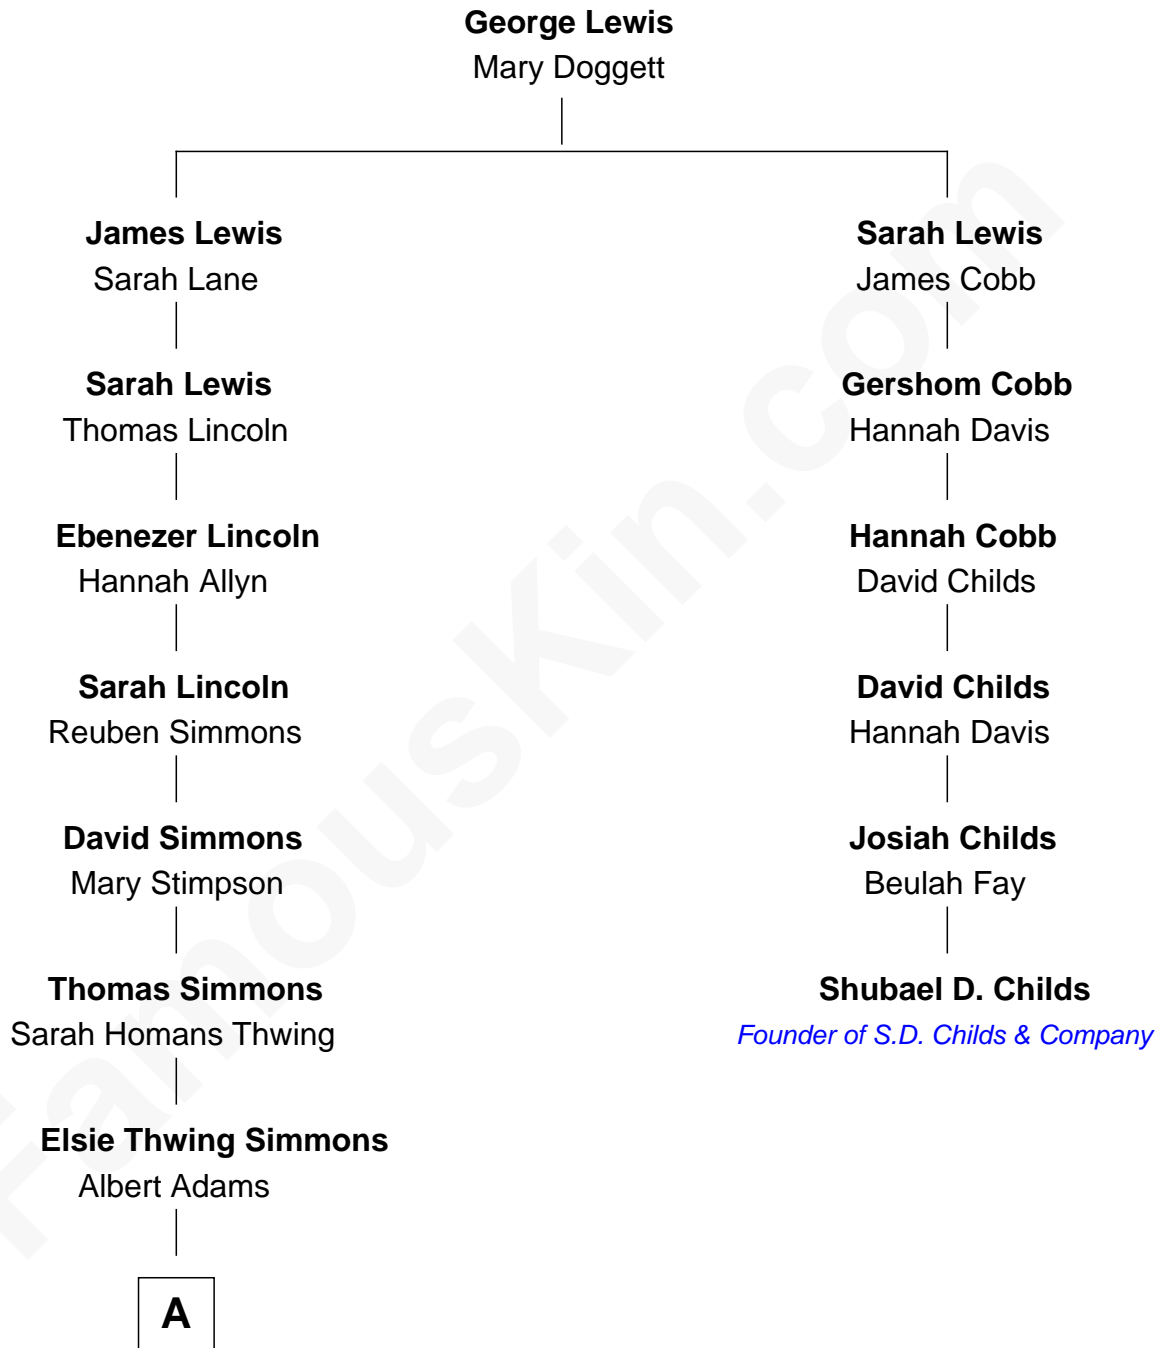 George Lewis
Mary Doggett
James Lewis
Sarah Lane
Sarah Lewis
James Cobb
Sarah Lewis
Thomas Lincoln
Gershom Cobb
Hannah Davis
Ebenezer Lincoln
Hannah Allyn
Hannah Cobb
David Childs
Sarah Lincoln
Reuben Simmons
David Childs
Hannah Davis
David Simmons
Mary Stimpson
Josiah Childs
Beulah Fay
Thomas Simmons
Sarah Homans Thwing
Shubael D. Childs
Founder of S.D. Childs & Company
Elsie Thwing Simmons
Albert Adams
A
FamousKin.com